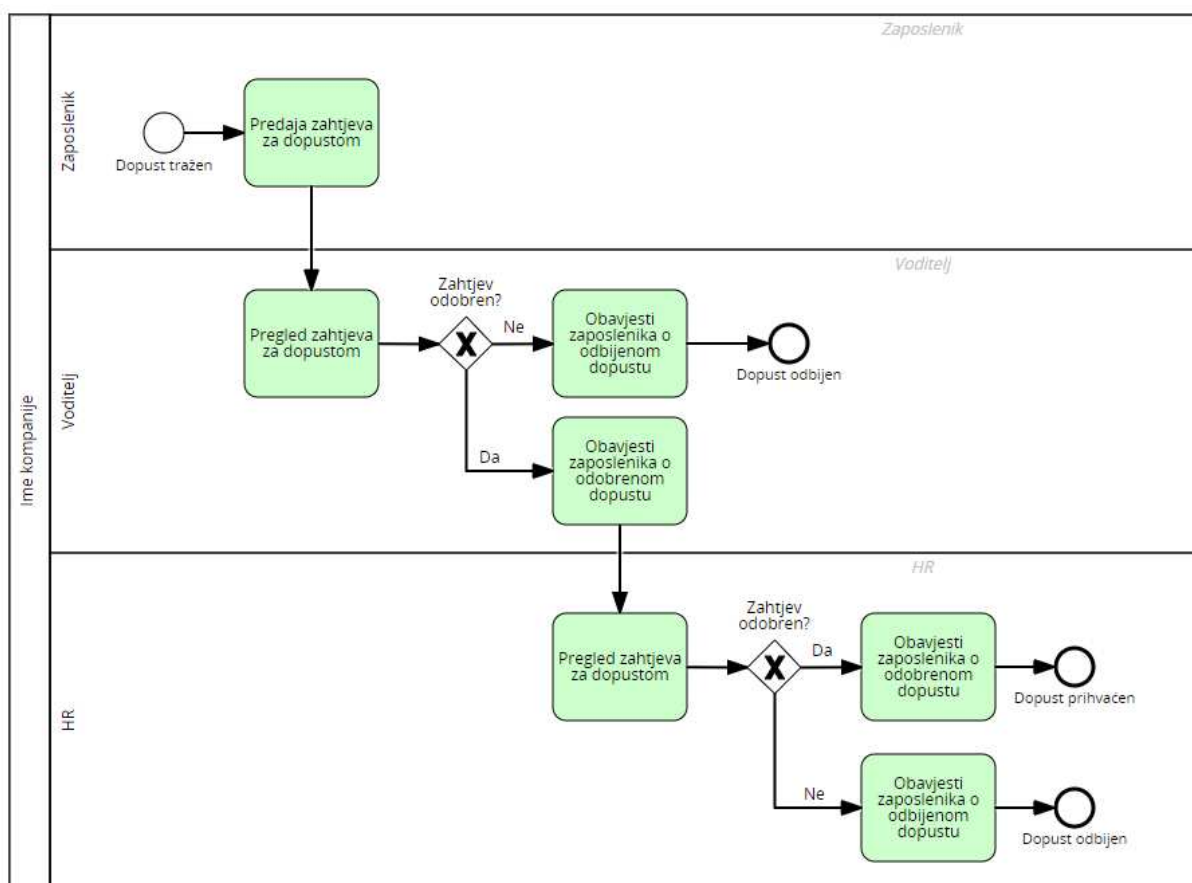 Ime kompanije
Zaposlenik
Zaposlenik
Dopust tražen
Predaja zahtjeva
za dopustom
Voditelj
Voditelj
Pregled zahtjeva
za dopustom
Zahtjev
odobren?
Ne
Obavjesti
zaposlenika o
odbijenom
dopustu
Dopust odbijen
Da
Obavjesti
zaposlenika o
odobrenom
dopustu
HR
HR
Pregled zahtjeva
za dopustom
Zahtjev
odobren?
Da
Obavjesti
zaposlenika o
odobrenom
dopustu
Dopust prihvaćen
Ne
Obavjesti
zaposlenika o
odbijenom
dopustu
Dopust odbijen